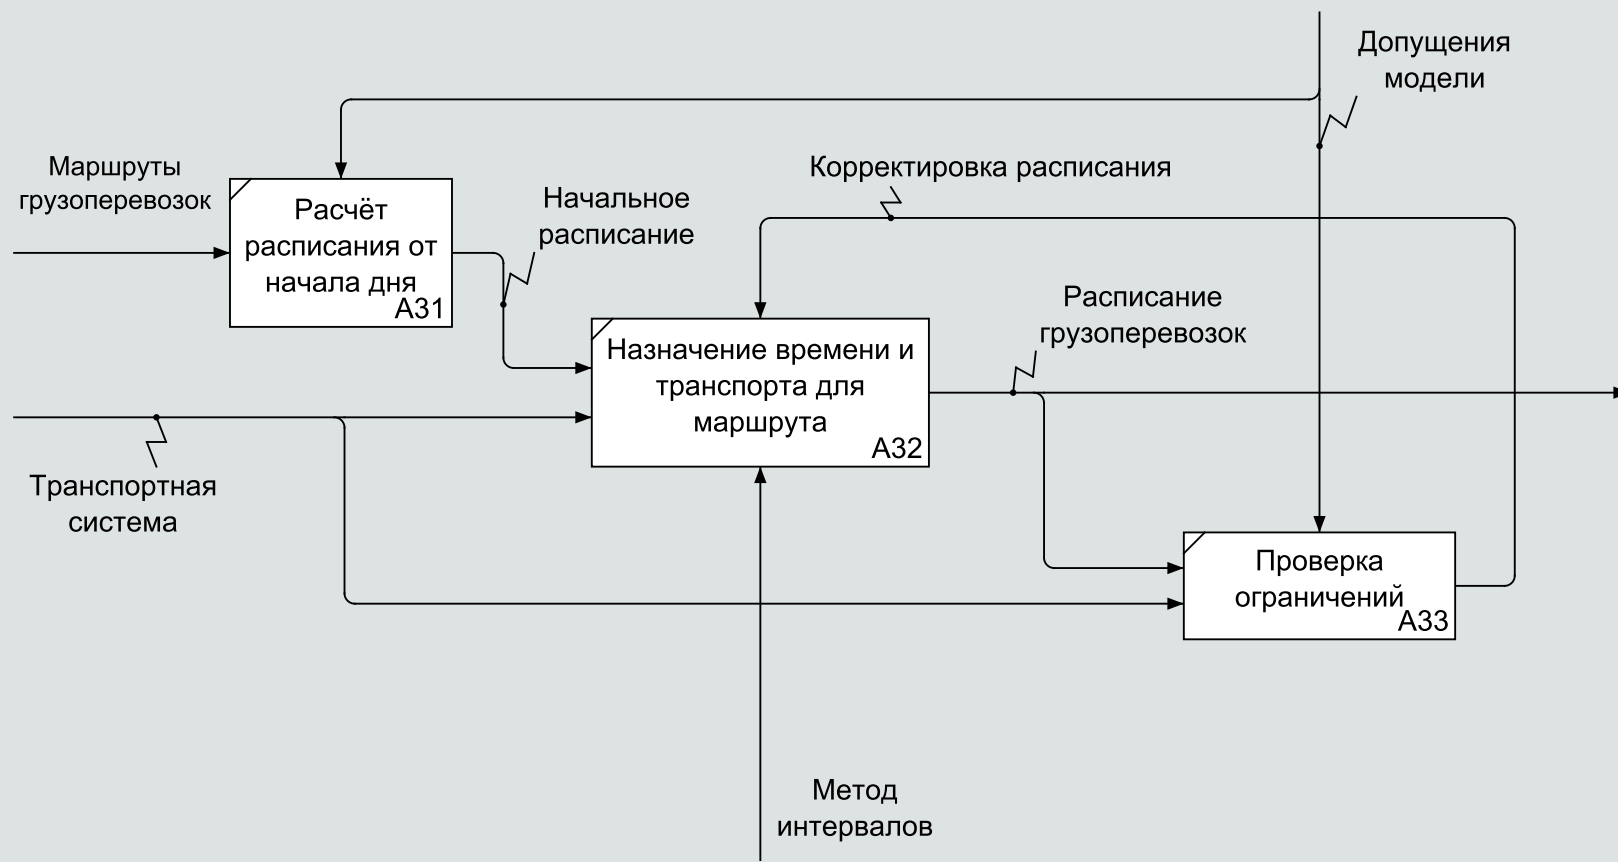 Допущения
модели
Маршруты
грузоперевозок
Корректировка расписания
Расчёт
расписания от
начала дня
A31
Начальное
расписание
Расписание
грузоперевозок
Назначение времени и
транспорта для
маршрута
A32
Транспортная
система
Проверка
ограничений
A33
Метод
интервалов